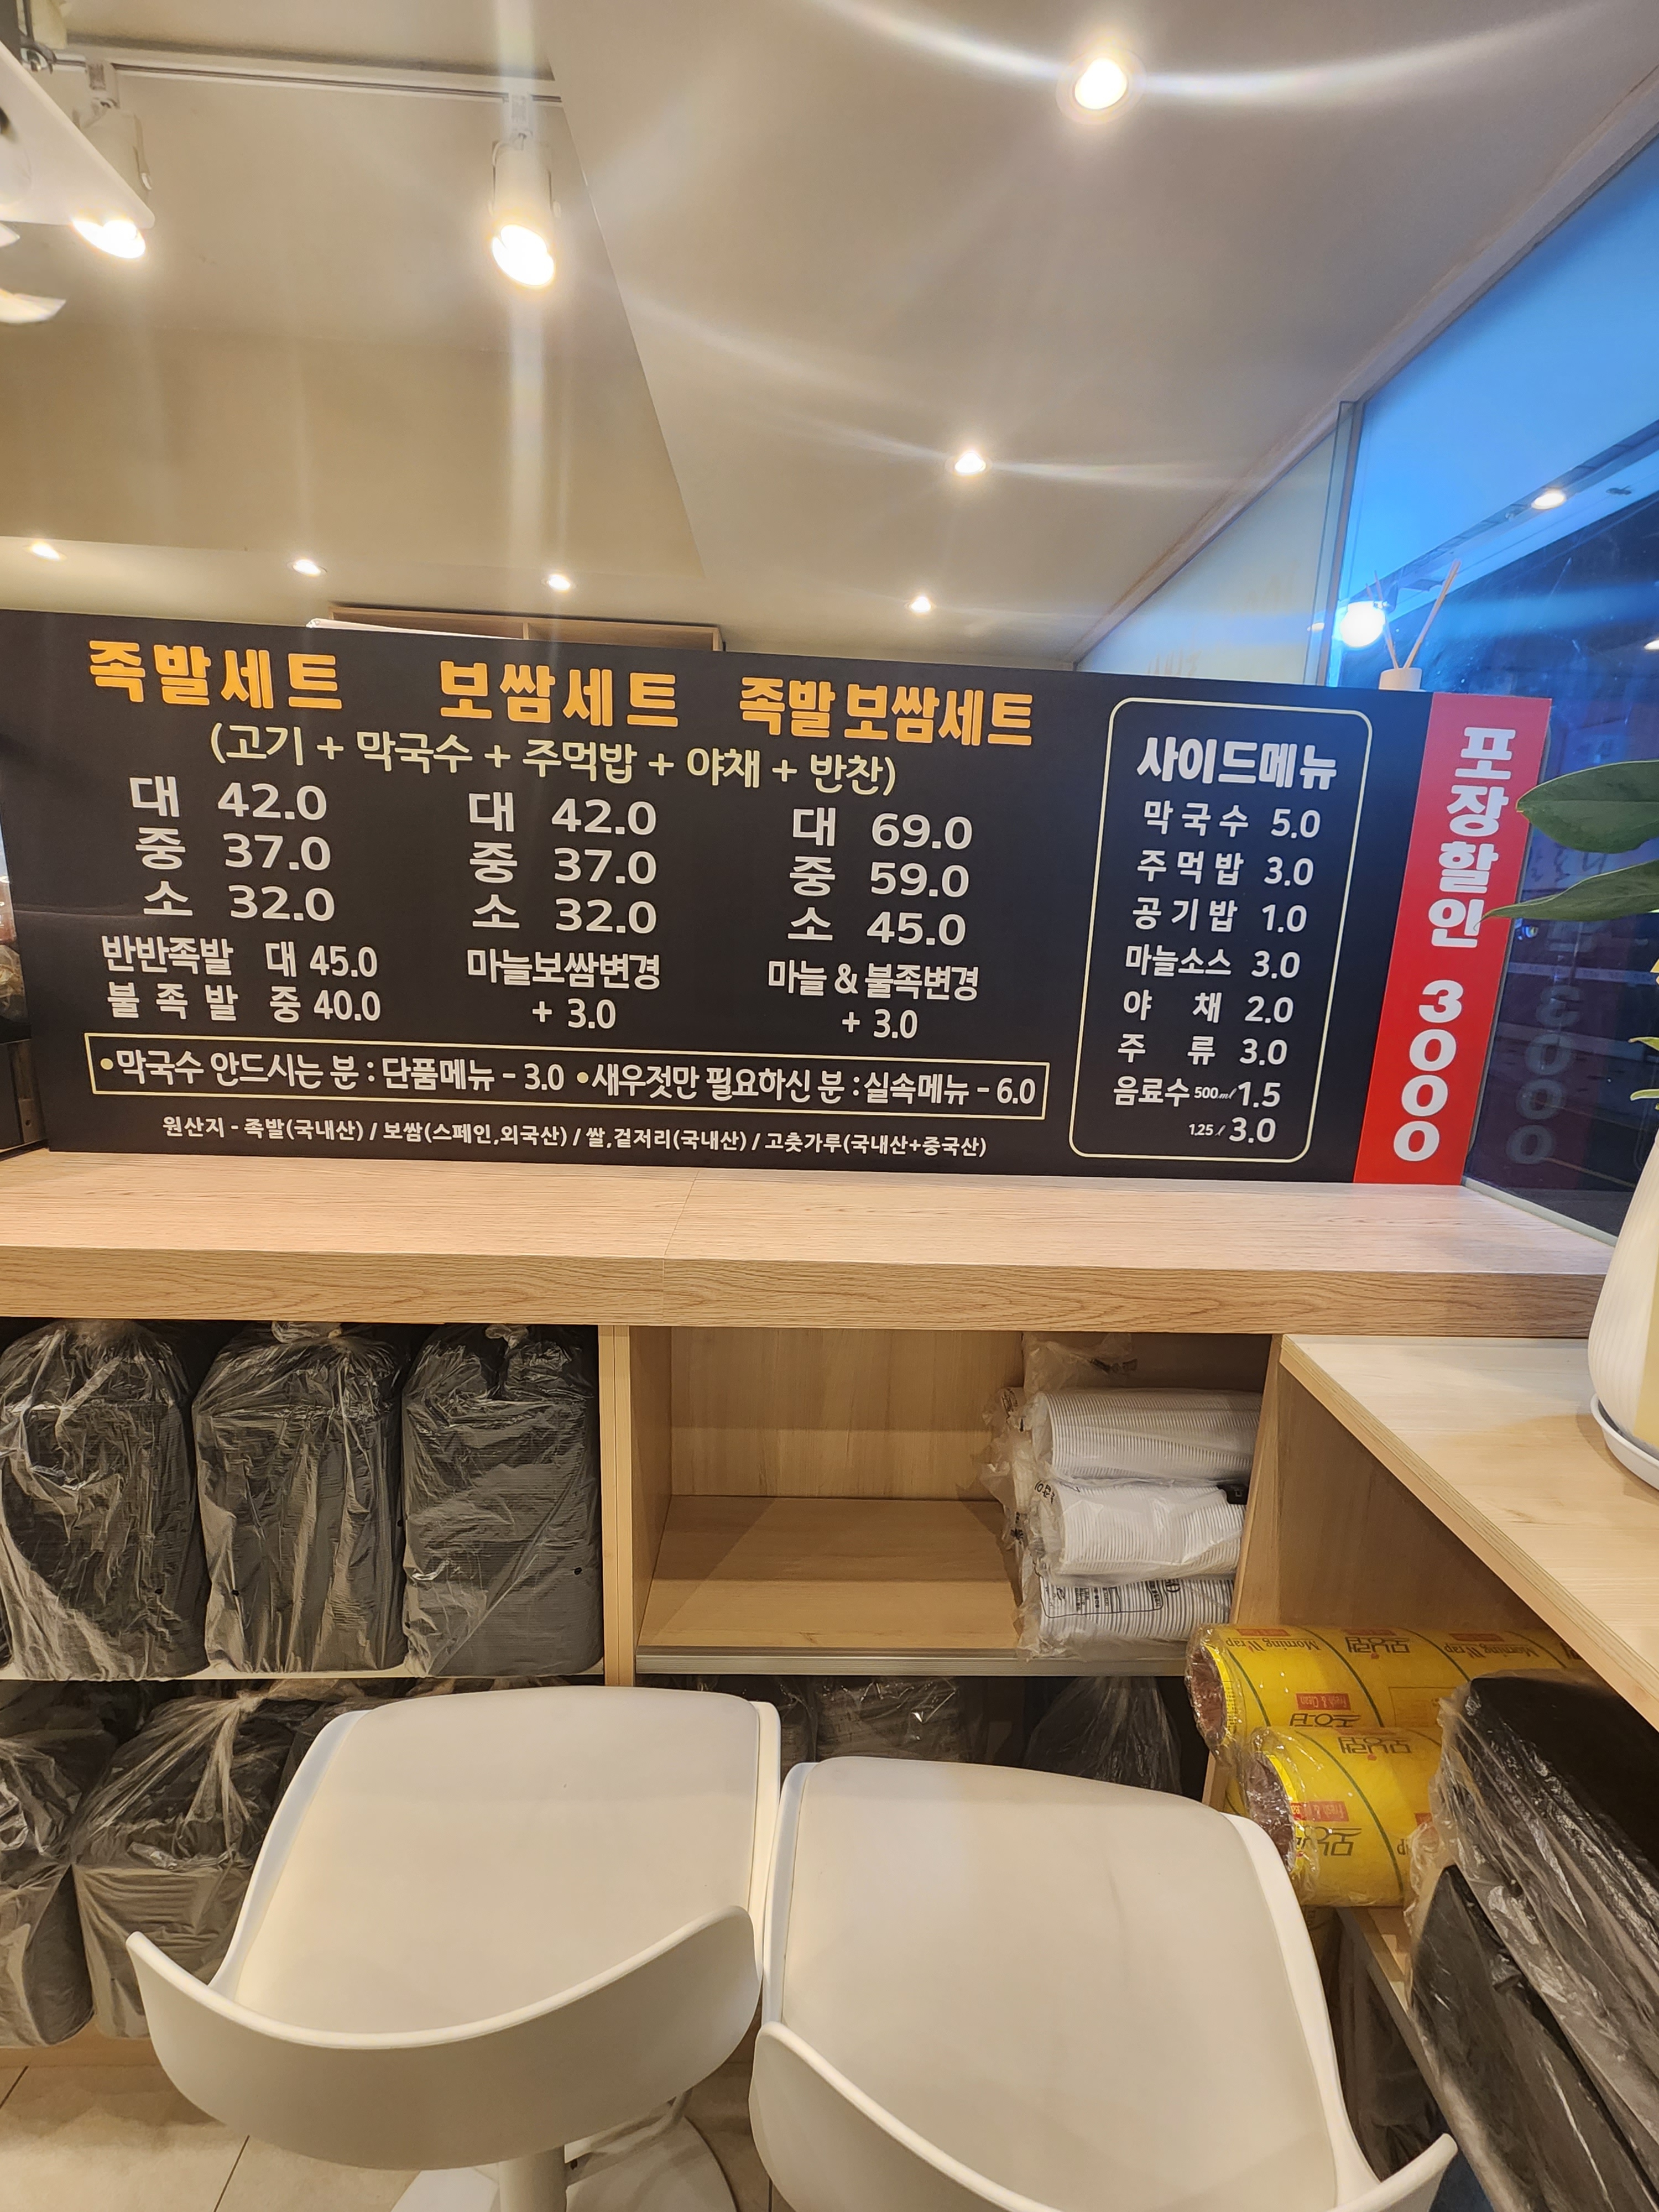 족발세트 보쌈세트 족발보쌈세트
(고기 + 막국수 + 주먹밥 + 야채 + 반찬)
대 42.0 대 42.0 대 69.0
중 37.0 중 37.0 중 59.0
소 32.0 소 32.0 소 45.0
반반족발 대 45.0 마늘보쌈변경 마늘 & 불족변경
불족발 중 40.0 + 3.0 + 3.0
•막국수 안드시는 분 : 단품메뉴 - 3.0 •새우젓만 필요하신 분 : 실속메뉴 - 6.0
원산지 - 족발(국내산) / 보쌈(스페인,외국산) / 쌀,겉저리(국내산) / 고춧가루(국내산+중국산)
사이드메뉴
막국수 5.0
주먹밥 3.0
공기밥 1.0
마늘소스 3.0
야 채 2.0
주 류 3.0
음료수 500㎖ 1.5
1.25ℓ 3.0
포장할인 3000
Morning Wrap
Fresh & Clean